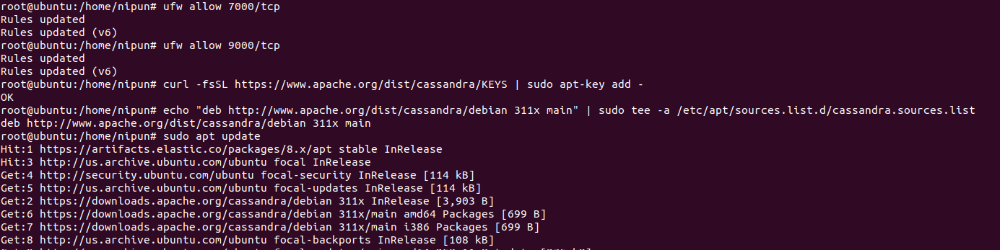 root@ubuntu:/home/nipun# ufw allow 7000/tcp
Rules updated
Rules updated (v6)
root@ubuntu:/home/nipun# ufw allow 9000/tcp
Rules updated
Rules updated (v6)
root@ubuntu:/home/nipun# curl -fsSL https://www.apache.org/dist/cassandra/KEYS | sudo apt-key add -
OK
root@ubuntu:/home/nipun# echo "deb http://www.apache.org/dist/cassandra/debian 311x main" | sudo tee -a /etc/apt/sources.list.d/cassandra.sources.list
deb http://www.apache.org/dist/cassandra/debian 311x main
root@ubuntu:/home/nipun# sudo apt update
Hit:1 https://artifacts.elastic.co/packages/8.x/apt stable InRelease
Hit:3 http://us.archive.ubuntu.com/ubuntu focal InRelease
Get:4 http://security.ubuntu.com/ubuntu focal-security InRelease [114 kB]
Get:5 http://us.archive.ubuntu.com/ubuntu focal-updates InRelease [114 kB]
Get:2 https://downloads.apache.org/cassandra/debian 311x InRelease [3,903 B]
Get:6 https://downloads.apache.org/cassandra/debian 311x/main amd64 Packages [699 B]
Get:7 https://downloads.apache.org/cassandra/debian 311x/main i386 Packages [699 B]
Get:8 http://us.archive.ubuntu.com/ubuntu focal-backports InRelease [108 kB]